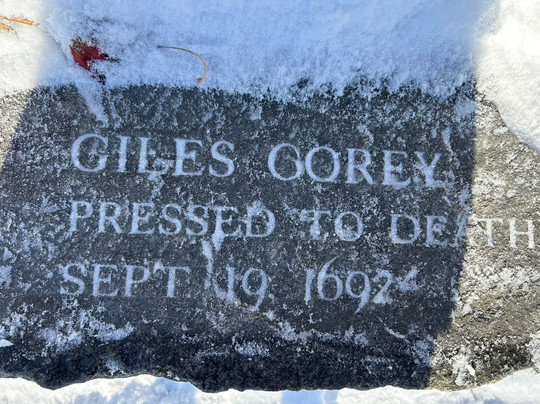 GILES COREY
PRESSED TO DEATH
SEPT. 19, 1692